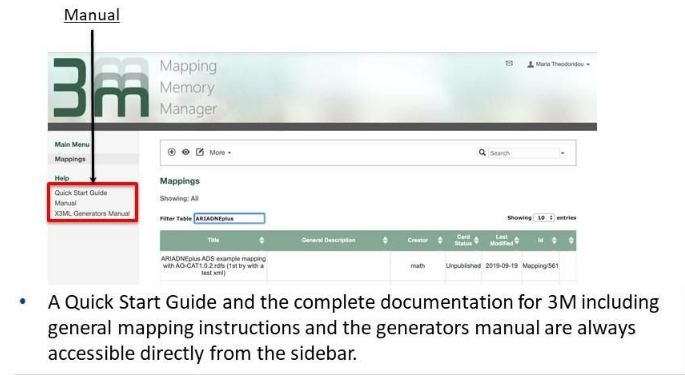 Manual
3m
Mapping
Memory
Manager
Maria Theodoridou
Main Menu
Mappings
Help
Quick Start Guide
Manual
X3ML Generators Manual
More
Search
Mappings
Showing: All
Filter Table ARIADNEplus
Showing 10 entries
Title General Description Creator Card Status Last Modified Id
ARIADNEplus ADS example mapping
with AO-CAT1.0.2.rdfs (1st try with a
test xml)
math Unpublished 2019-09-19 Mapping/561
• A Quick Start Guide and the complete documentation for 3M including
general mapping instructions and the generators manual are always
accessible directly from the sidebar.